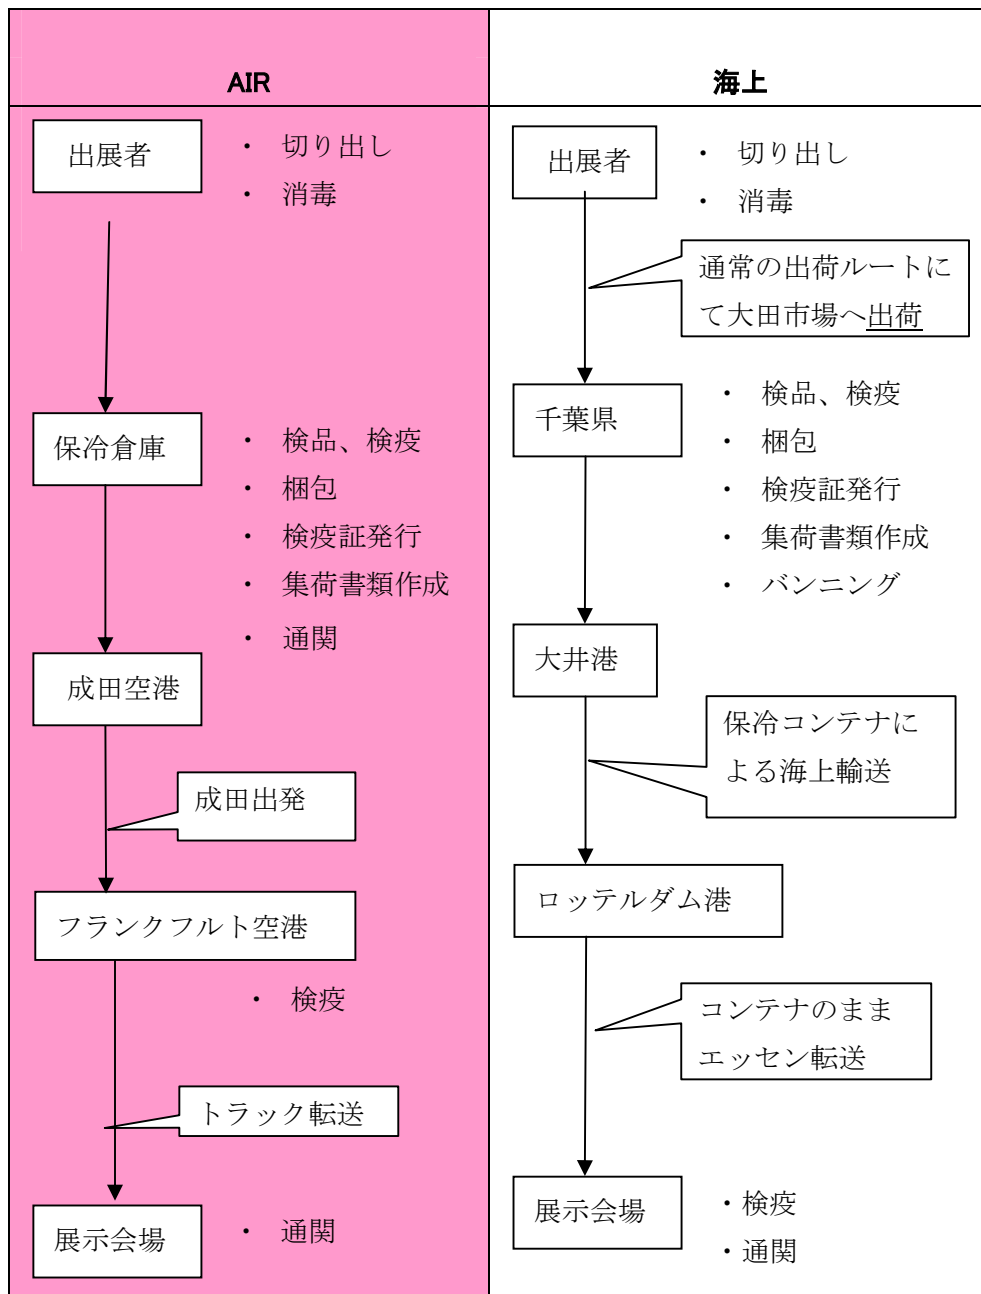 AIR
出展者
・ 切り出し
・ 消毒
保冷倉庫
・ 検品、検疫
・ 梱包
・ 検疫証発行
・ 集荷書類作成
・ 通関
成田空港
成田出発
フランクフルト空港
・ 検疫
トラック転送
展示会場
・ 通関
海上
出展者
・ 切り出し
・ 消毒
通常の出荷ルートに
て大田市場へ出荷
千葉県
・ 検品、検疫
・ 梱包
・ 検疫証発行
・ 集荷書類作成
・ バンニング
大井港
保冷コンテナに
よる海上輸送
ロッテルダム港
コンテナのまま
エッセン転送
展示会場
・検疫
・通関